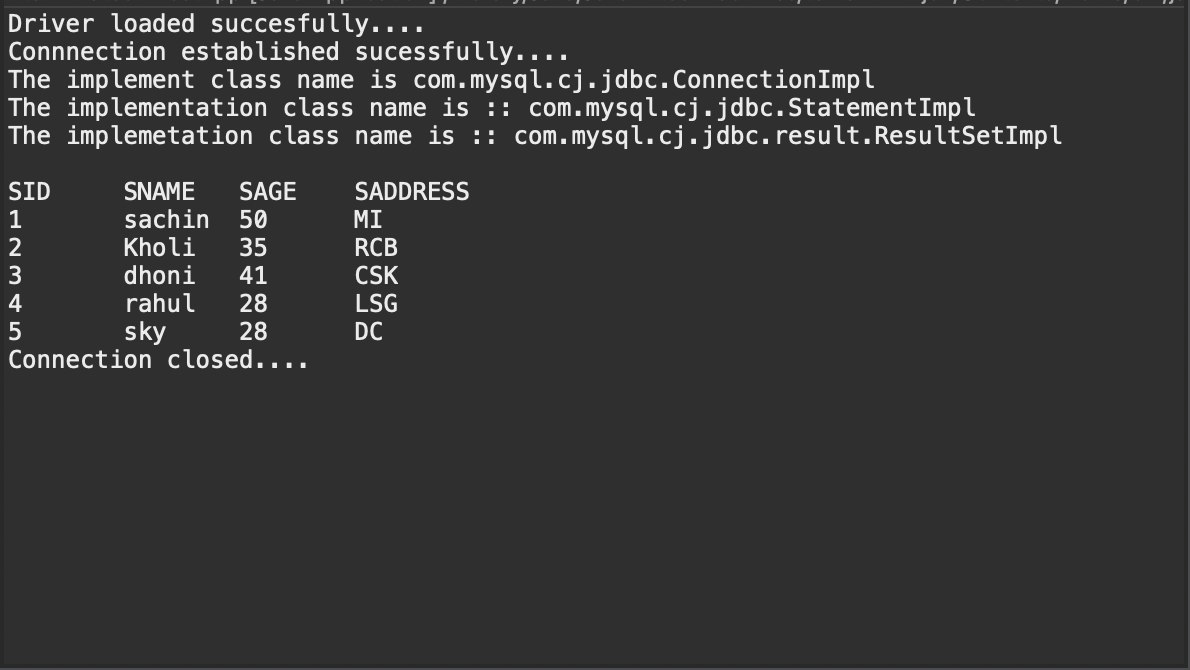 Driver loaded succesfully....
Connnection established sucessfully....
The implement class name is com.mysql.cj.jdbc.ConnectionImpl
The implementation class name is :: com.mysql.cj.jdbc.StatementImpl
The implemetation class name is :: com.mysql.cj.jdbc.result.ResultSetImpl
SID SNAME SAGE SADDRESS
1 sachin 50 MI
2 Kholi 35 RCB
3 dhoni 41 CSK
4 rahul 28 LSG
5 sky 28 DC
Connection closed....